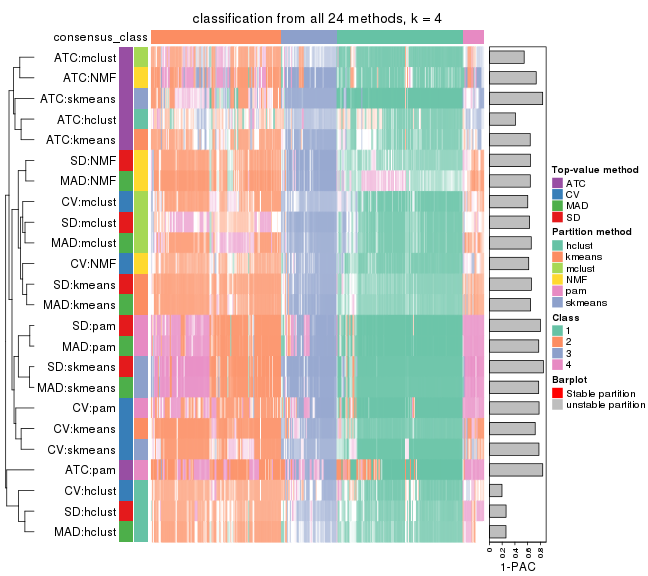 classification from all 24 methods, k = 4
consensus_class
ATC:mclust
ATC:NMF
ATC:skmeans
ATC:hclust
ATC:kmeans
SD:NMF
MAD:NMF
CV:mclust
SD:mclust
MAD:mclust
CV:NMF
SD:kmeans
MAD:kmeans
SD:pam
MAD:pam
SD:skmeans
MAD:skmeans
CV:pam
CV:kmeans
CV:skmeans
ATC:pam
CV:hclust
SD:hclust
MAD:hclust
0 0.2 0.4 0.6 0.8
1-PAC
Top-value method
ATC
CV
MAD
SD
Partition method
hclust
kmeans
mclust
NMF
pam
skmeans
Class
1
2
3
4
Barplot
Stable partition
unstable partition